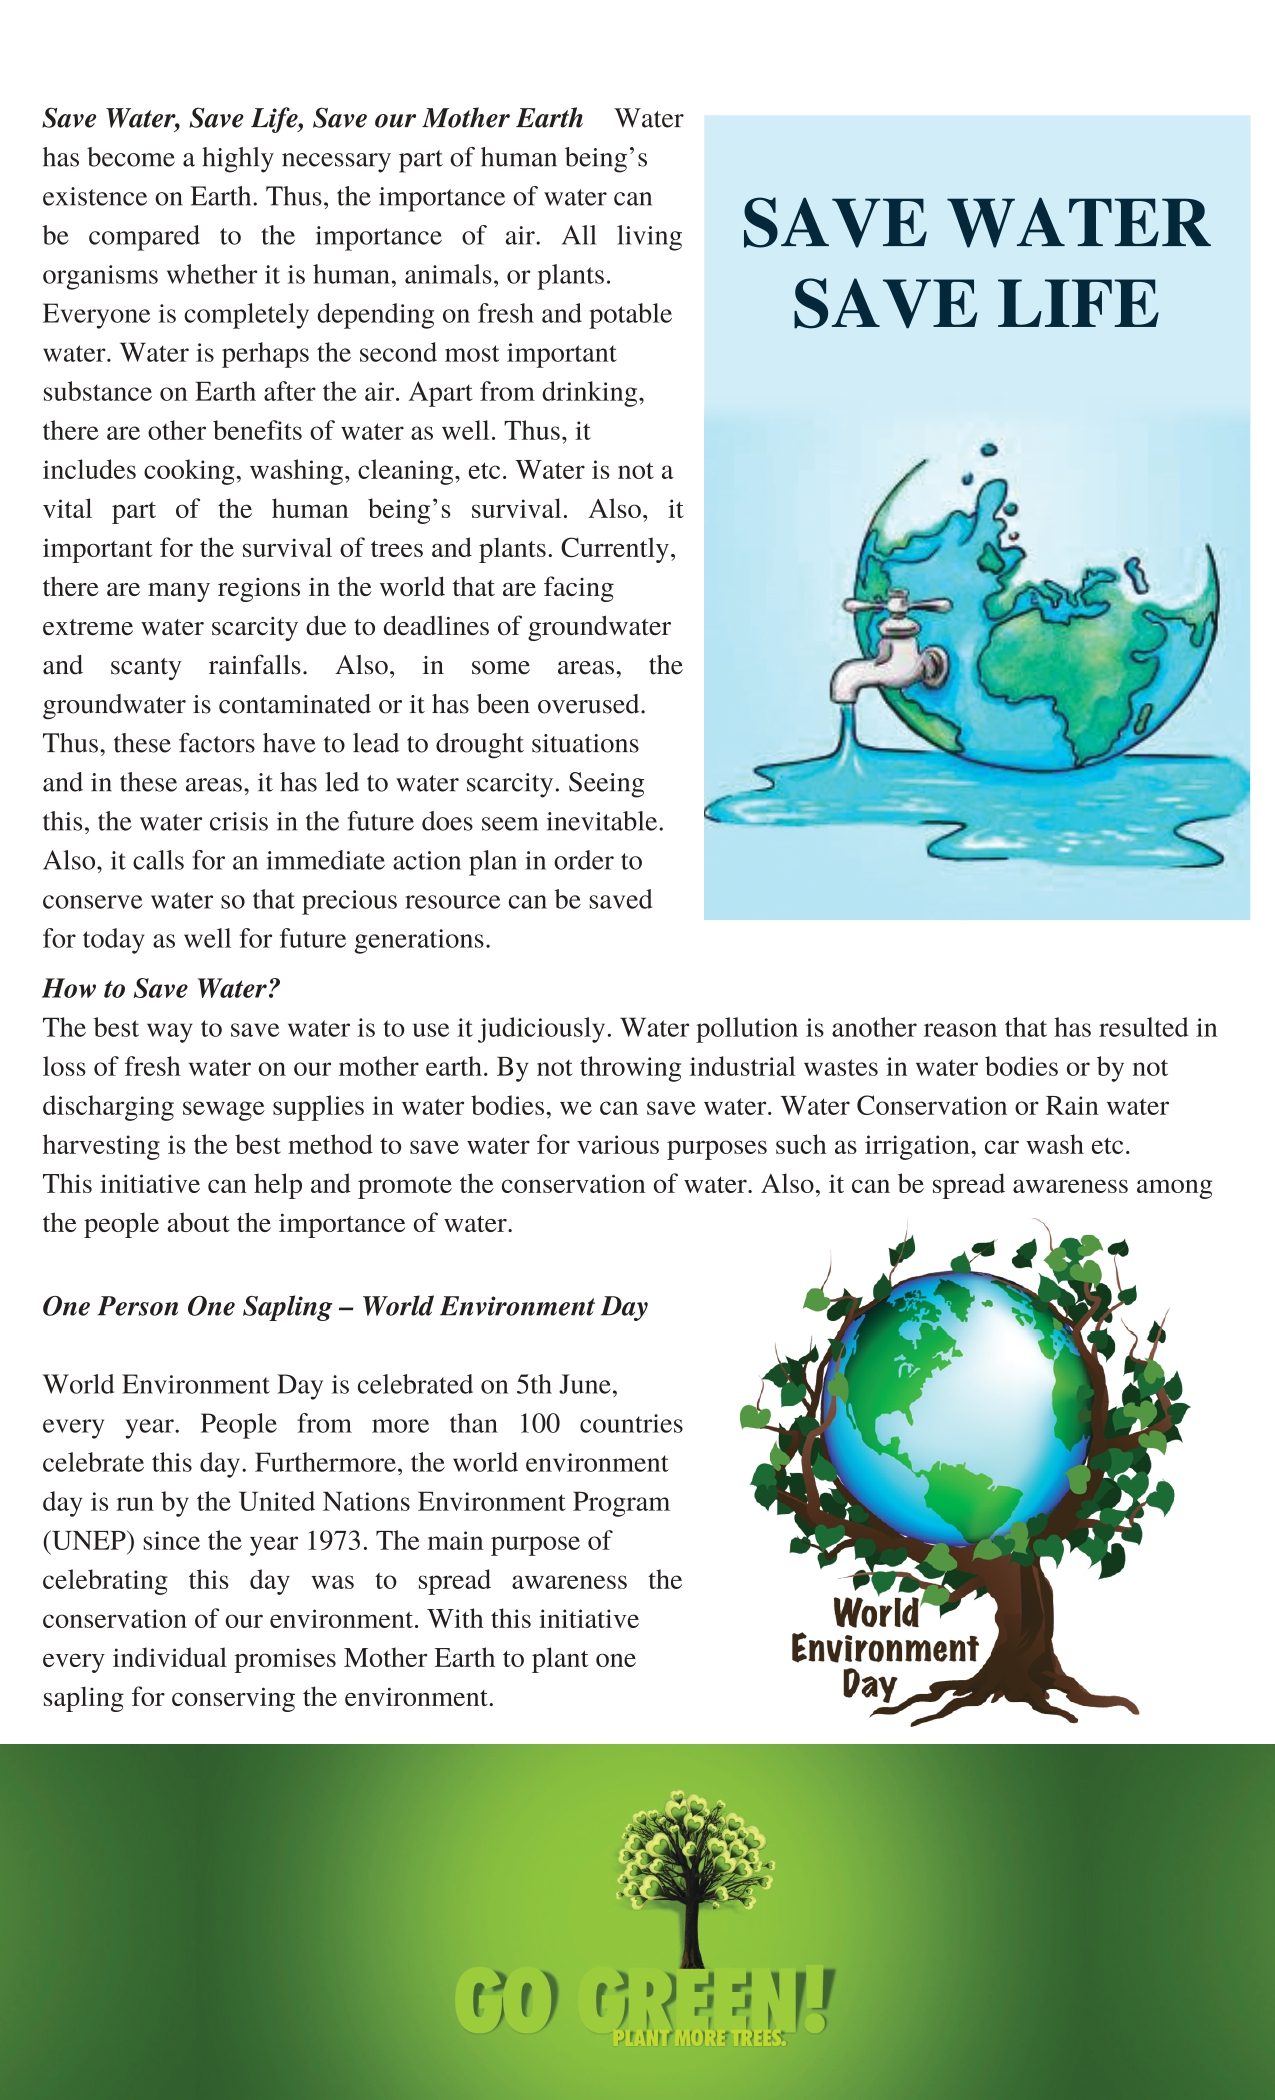 Save Water, Save Life, Save our Mother Earth Water
has become a highly necessary part of human being’s
existence on Earth. Thus, the importance of water can
be compared to the importance of air. All living
organisms whether it is human, animals, or plants.
Everyone is completely depending on fresh and potable
water. Water is perhaps the second most important
substance on Earth after the air. Apart from drinking,
there are other benefits of water as well. Thus, it
includes cooking, washing, cleaning, etc. Water is not a
vital part of the human being’s survival. Also, it
important for the survival of trees and plants. Currently,
there are many regions in the world that are facing
extreme water scarcity due to deadlines of groundwater
and scanty rainfalls. Also, in some areas, the
groundwater is contaminated or it has been overused.
Thus, these factors have to lead to drought situations
and in these areas, it has led to water scarcity. Seeing
this, the water crisis in the future does seem inevitable.
Also, it calls for an immediate action plan in order to
conserve water so that precious resource can be saved
for today as well for future generations.
SAVE WATER
SAVE LIFE
How to Save Water?
The best way to save water is to use it judiciously. Water pollution is another reason that has resulted in
loss of fresh water on our mother earth. By not throwing industrial wastes in water bodies or by not
discharging sewage supplies in water bodies, we can save water. Water Conservation or Rain water
harvesting is the best method to save water for various purposes such as irrigation, car wash etc.
This initiative can help and promote the conservation of water. Also, it can be spread awareness among
the people about the importance of water.
One Person One Sapling – World Environment Day
World Environment Day is celebrated on 5th June,
every year. People from more than 100 countries
celebrate this day. Furthermore, the world environment
day is run by the United Nations Environment Program
(UNEP) since the year 1973. The main purpose of
celebrating this day was to spread awareness the
conservation of our environment. With this initiative
every individual promises Mother Earth to plant one
sapling for conserving the environment.
World
Environment
Day
GO GREEN!
PLANT MORE TREES.